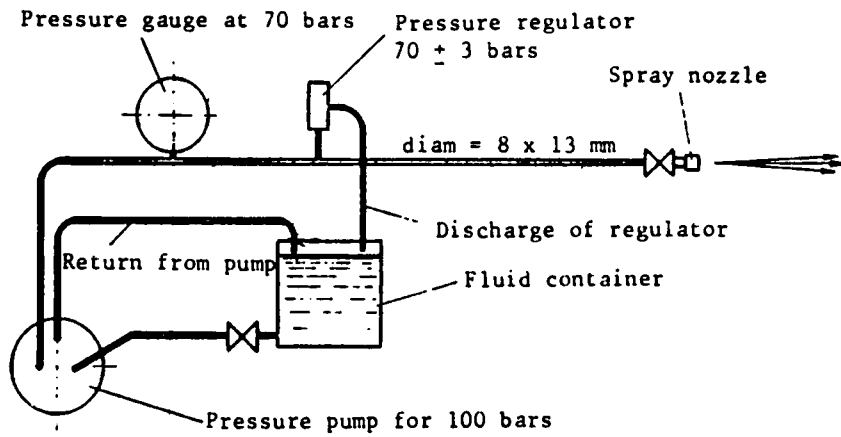 Pressure gauge at 70 bars
Pressure regulator
70 ± 3 bars
Spray nozzle
diam = 8 x 13 mm
Discharge of regulator
Return from pump
Fluid container
Pressure pump for 100 bars